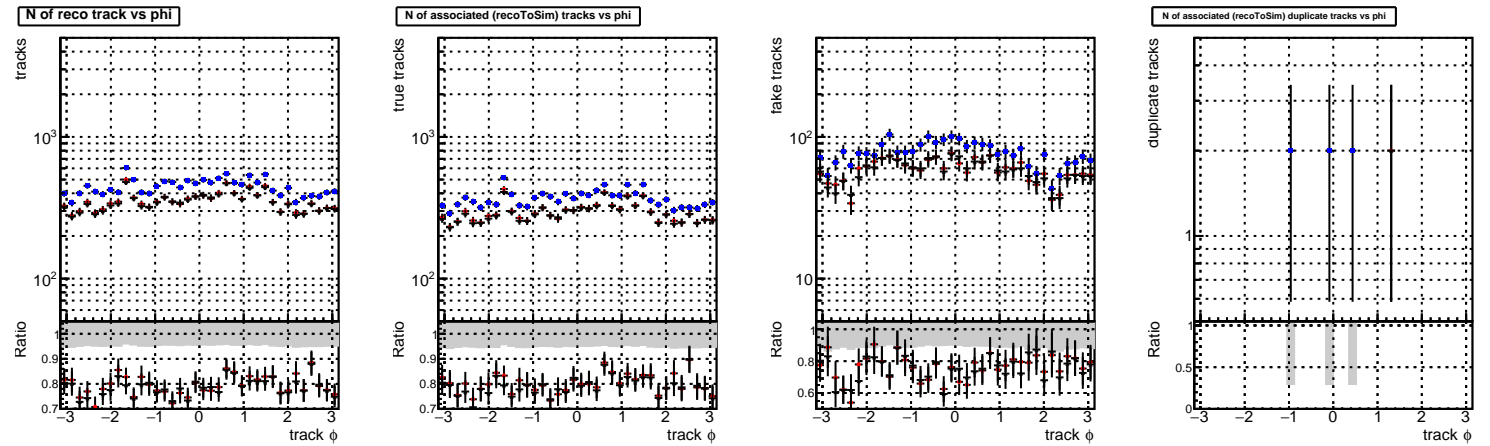 N of reco track vs phi
tracks
10³
10²
Ratio
1
0.9
0.8
0.7
−3 −2 −1 0 1 2 3
track ϕ
N of associated (recoToSim) tracks vs phi
true tracks
10³
10²
Ratio
1
0.9
0.8
0.7
−3 −2 −1 0 1 2 3
track ϕ
fake tracks
10²
10
Ratio
1
0.8
0.6
−3 −2 −1 0 1 2 3
track ϕ
N of associated (recoToSim) duplicate tracks vs phi
duplicate tracks
1
Ratio
1
0.5
0
−3 −2 −1 0 1 2 3
track ϕ